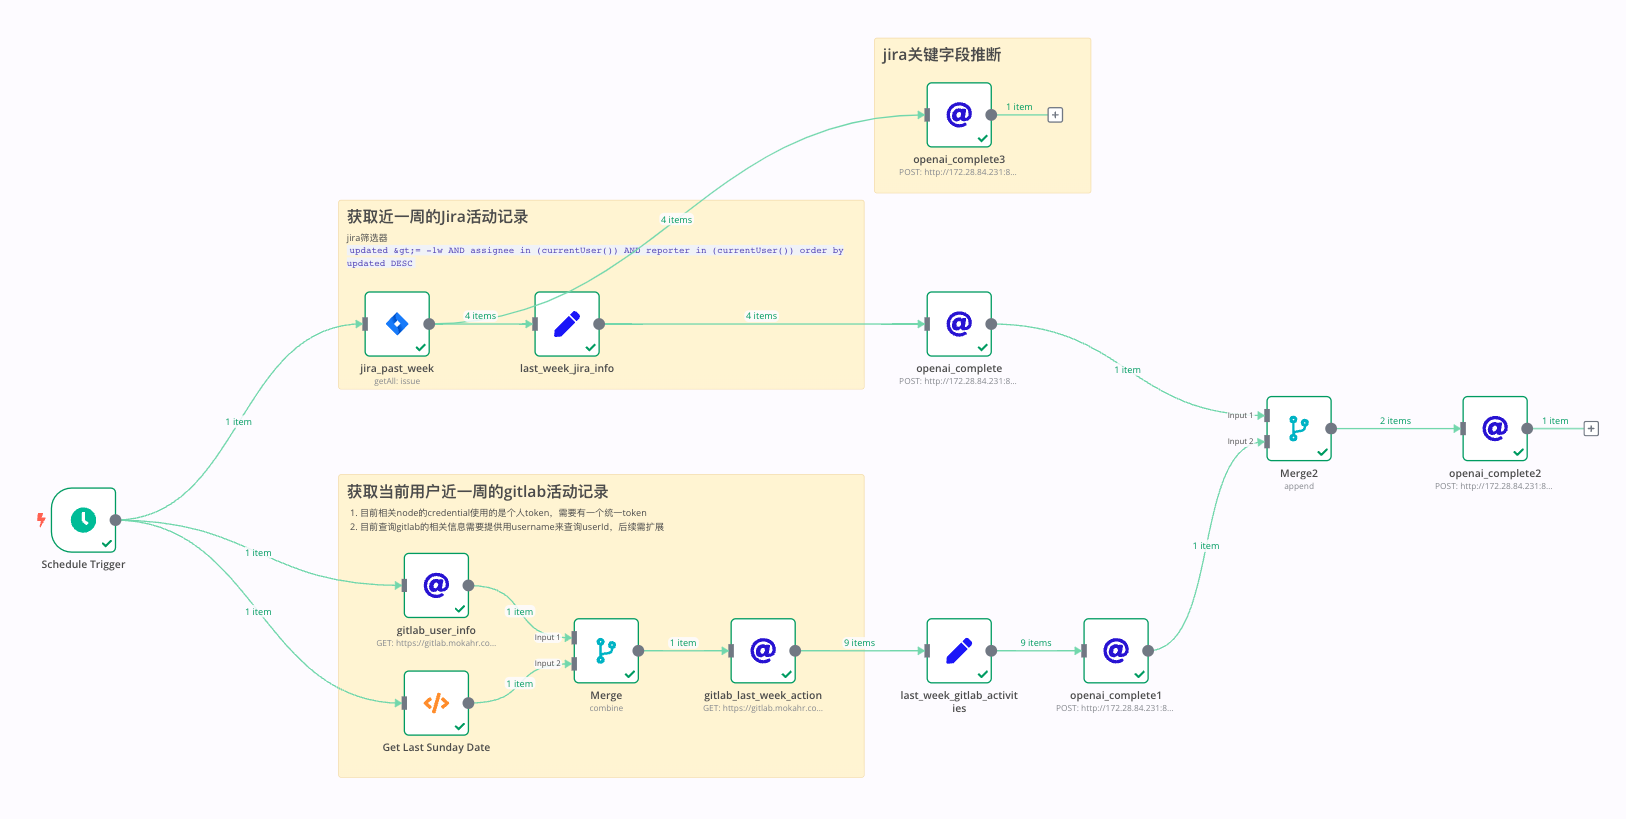 jira关键字段推断
1 item
openai_complete3
POST: http://172.28.84.231:8...
获取近一周的Jira活动记录
jira筛选器
updated &gt;= -1w AND assignee in (currentUser()) AND reporter in (currentUser()) order by
updated DESC
4 items
4 items
4 items
jira_past_week
getAll: issue
last_week_jira_info
openai_complete
POST: http://172.28.84.231:8...
1 item
1 item
Input 1
Input 2
Merge2
append
2 items
1 item
openai_complete2
POST: http://172.28.84.231:8...
Schedule Trigger
1 item
1 item
获取当前用户近一周的gitlab活动记录
1. 目前相关node的credential使用的是个人token，需要有一个统一token
2. 目前查询gitlab的相关信息需要提供用username来查询userId，后续需扩展
gitlab_user_info
GET: https://gitlab.mokahr.co...
1 item
Input 1
Input 2
1 item
Get Last Sunday Date
Merge
combine
1 item
gitlab_last_week_action
GET: https://gitlab.mokahr.co...
9 items
last_week_gitlab_activit
ies
9 items
openai_complete1
POST: http://172.28.84.231:8...
1 item